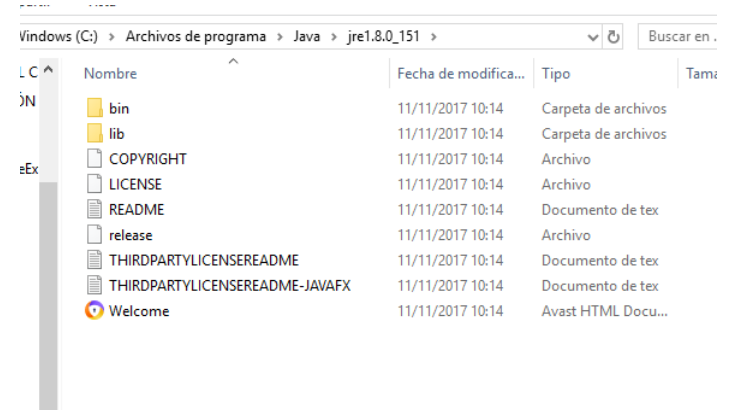 Windows (C:) > Archivos de programa > Java > jre1.8.0_151 >
Buscar en .
Nombre Fecha de modifica... Tipo Tama
bin 11/11/2017 10:14 Carpeta de archivos
lib 11/11/2017 10:14 Carpeta de archivos
COPYRIGHT 11/11/2017 10:14 Archivo
LICENSE 11/11/2017 10:14 Archivo
README 11/11/2017 10:14 Documento de tex
release 11/11/2017 10:14 Archivo
THIRDPARTYLICENSEREADME 11/11/2017 10:14 Documento de tex
THIRDPARTYLICENSEREADME-JAVAFX 11/11/2017 10:14 Documento de tex
Welcome 11/11/2017 10:14 Avast HTML Docu...